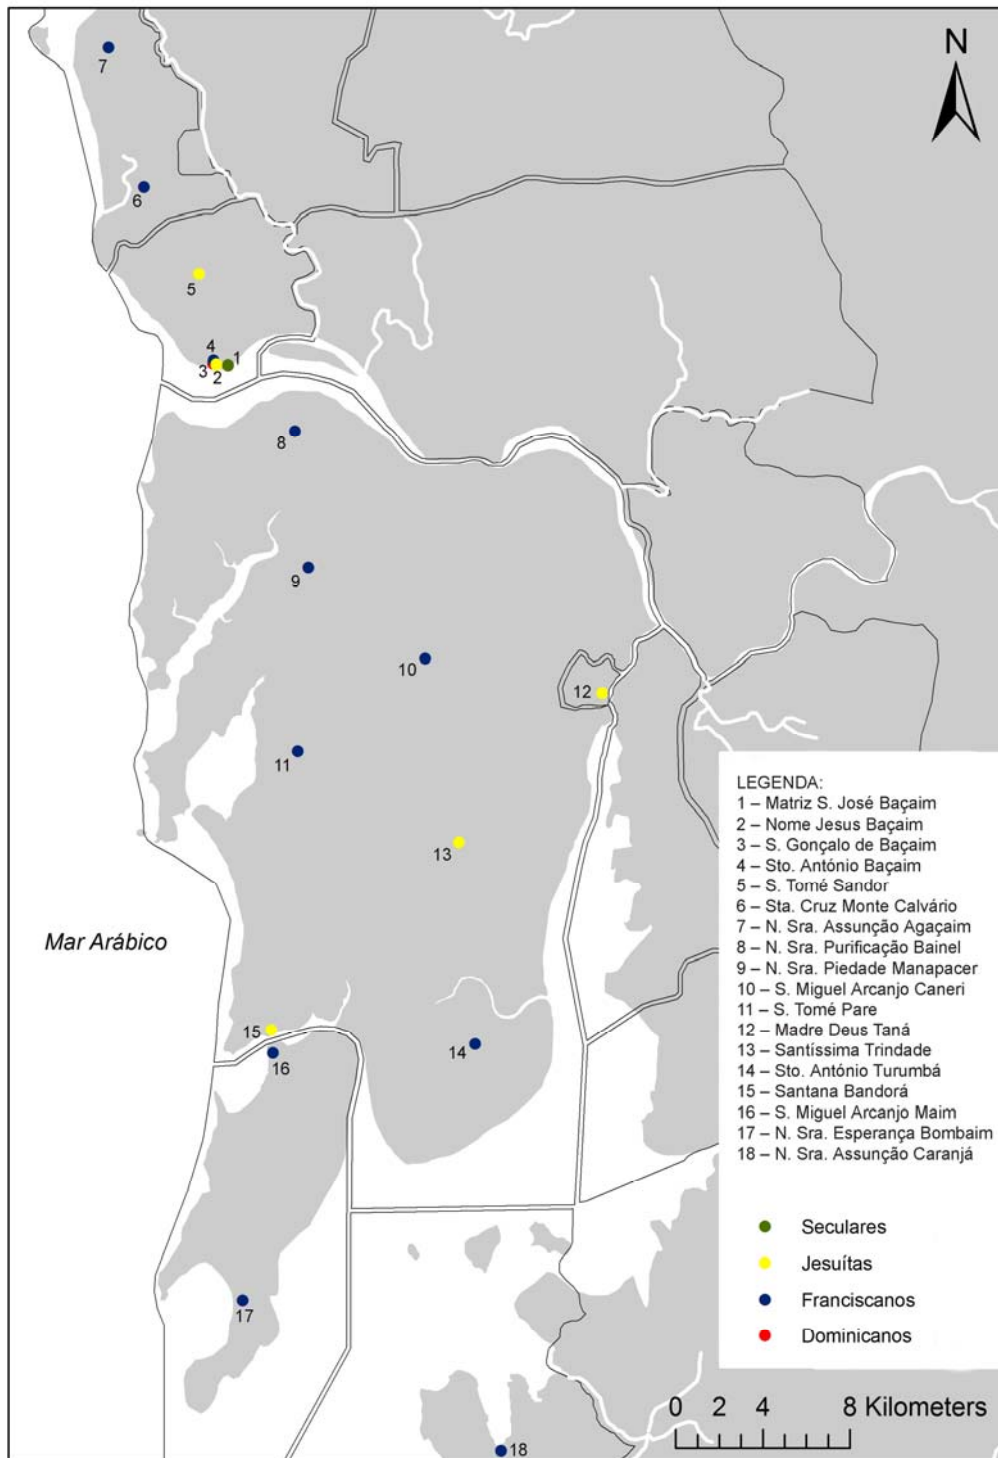 N
7
6
5
4
1
3
2
8
9
10
12
11
13
Mar Arábico
15
16
14
17
18
LEGENDA:
1 – Matriz S. José Baçaim
2 – Nome Jesus Baçaim
3 – S. Gonçalo de Baçaim
4 – Sto. António Baçaim
5 – S. Tomé Sandor
6 – Sta. Cruz Monte Calvário
7 – N. Sra. Assunção Agaçaim
8 – N. Sra. Purificação Bainel
9 – N. Sra. Piedade Manapacer
10 – S. Miguel Arcanjo Caneri
11 – S. Tomé Pare
12 – Madre Deus Taná
13 – Santíssima Trindade
14 – Sto. António Turumbá
15 – Santana Bandorá
16 – S. Miguel Arcanjo Maim
17 – N. Sra. Esperança Bombaim
18 – N. Sra. Assunção Caranjá
Seculares
Jesuítas
Franciscanos
Dominicanos
0 2 4 8 Kilometers